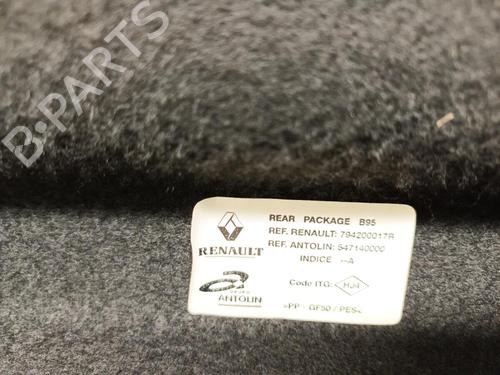 B-PARTS
REAR PACKAGE B95
REF. RENAULT: 794200017R
REF. ANTOLIN: 547140000
INDICE --A
RENAULT
Code ITG: HJ4
GRUPO
ANTOLIN
>PP - GF50 / PES<